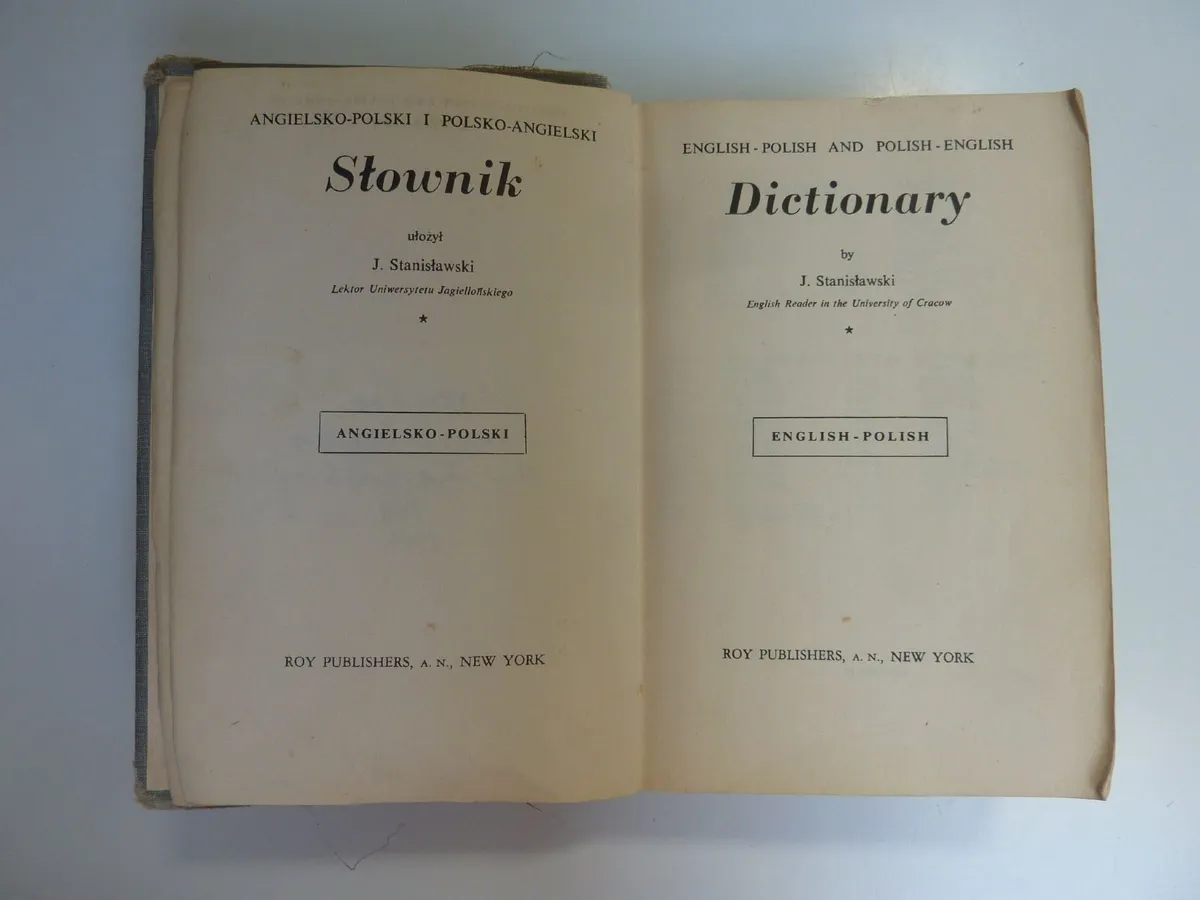 ANGIELSKO-POLSKI I POLSKO-ANGIELSKI
Słownik
ułożył
J. Stanisławski
Lektor Uniwersytetu Jagiellońskiego
★
ANGIELSKO-POLSKI
ROY PUBLISHERS, A. N., NEW YORK
ENGLISH-POLISH AND POLISH-ENGLISH
Dictionary
by
J. Stanisławski
English Reader in the University of Cracow
★
ENGLISH-POLISH
ROY PUBLISHERS, A. N., NEW YORK